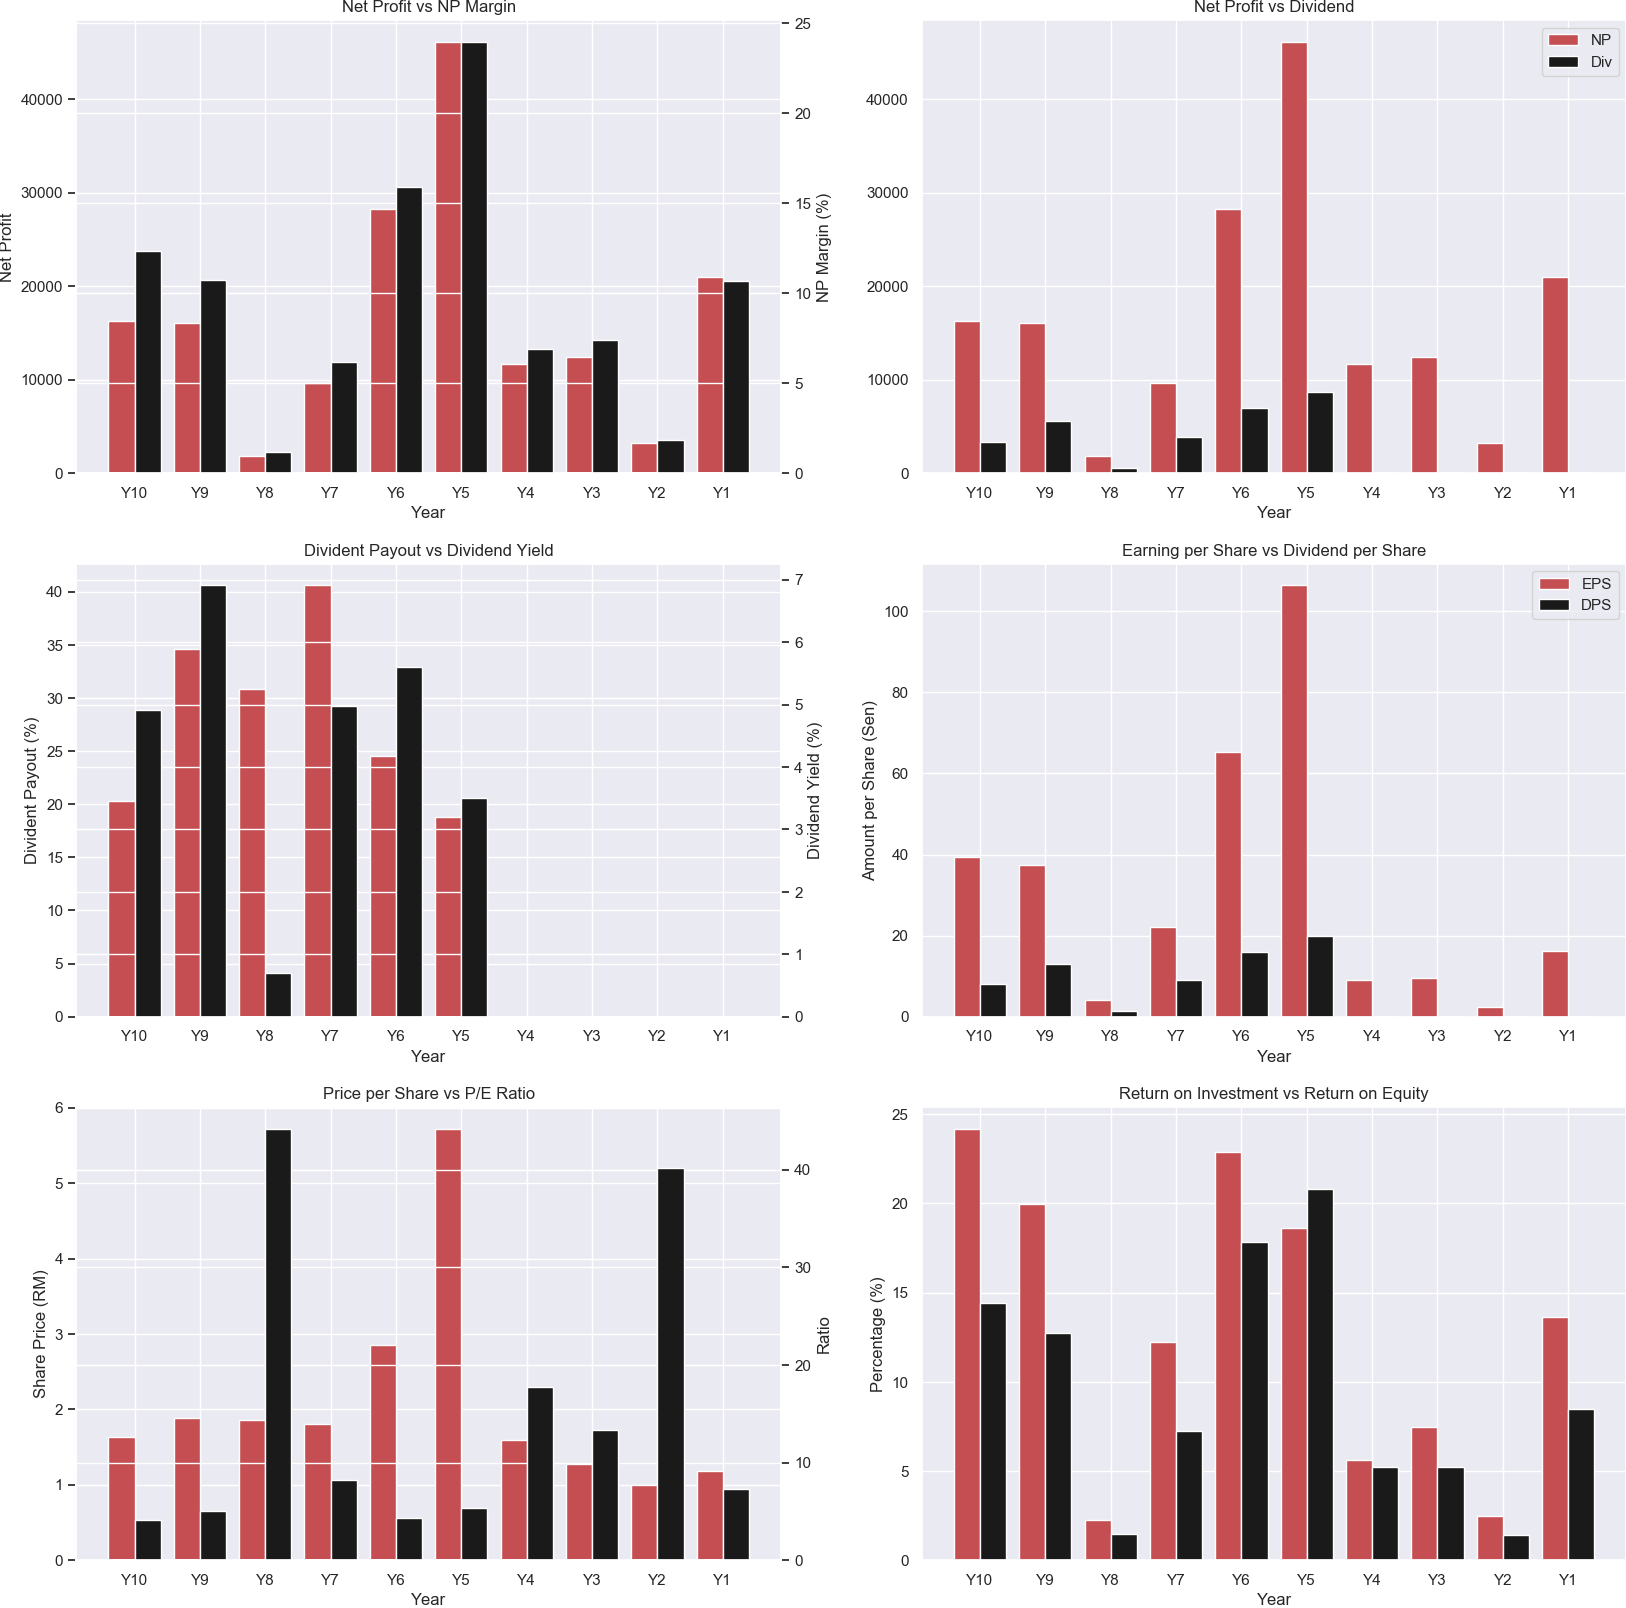 Net Profit vs NP Margin
Net Profit
40000
30000
20000
10000
0
25
20
15
10
5
0
NP Margin (%)
Y10 Y9 Y8 Y7 Y6 Y5 Y4 Y3 Y2 Y1
Year
Net Profit vs Dividend
NP
Div
40000
30000
20000
10000
0
Y10 Y9 Y8 Y7 Y6 Y5 Y4 Y3 Y2 Y1
Year
Divident Payout vs Dividend Yield
Divident Payout (%)
40
35
30
25
20
15
10
5
0
7
6
5
4
3
2
1
0
Dividend Yield (%)
Y10 Y9 Y8 Y7 Y6 Y5 Y4 Y3 Y2 Y1
Year
Earning per Share vs Dividend per Share
EPS
DPS
Amount per Share (Sen)
100
80
60
40
20
0
Y10 Y9 Y8 Y7 Y6 Y5 Y4 Y3 Y2 Y1
Year
Price per Share vs P/E Ratio
Share Price (RM)
6
5
4
3
2
1
0
40
30
20
10
0
Ratio
Y10 Y9 Y8 Y7 Y6 Y5 Y4 Y3 Y2 Y1
Year
Return on Investment vs Return on Equity
Percentage (%)
25
20
15
10
5
0
Y10 Y9 Y8 Y7 Y6 Y5 Y4 Y3 Y2 Y1
Year